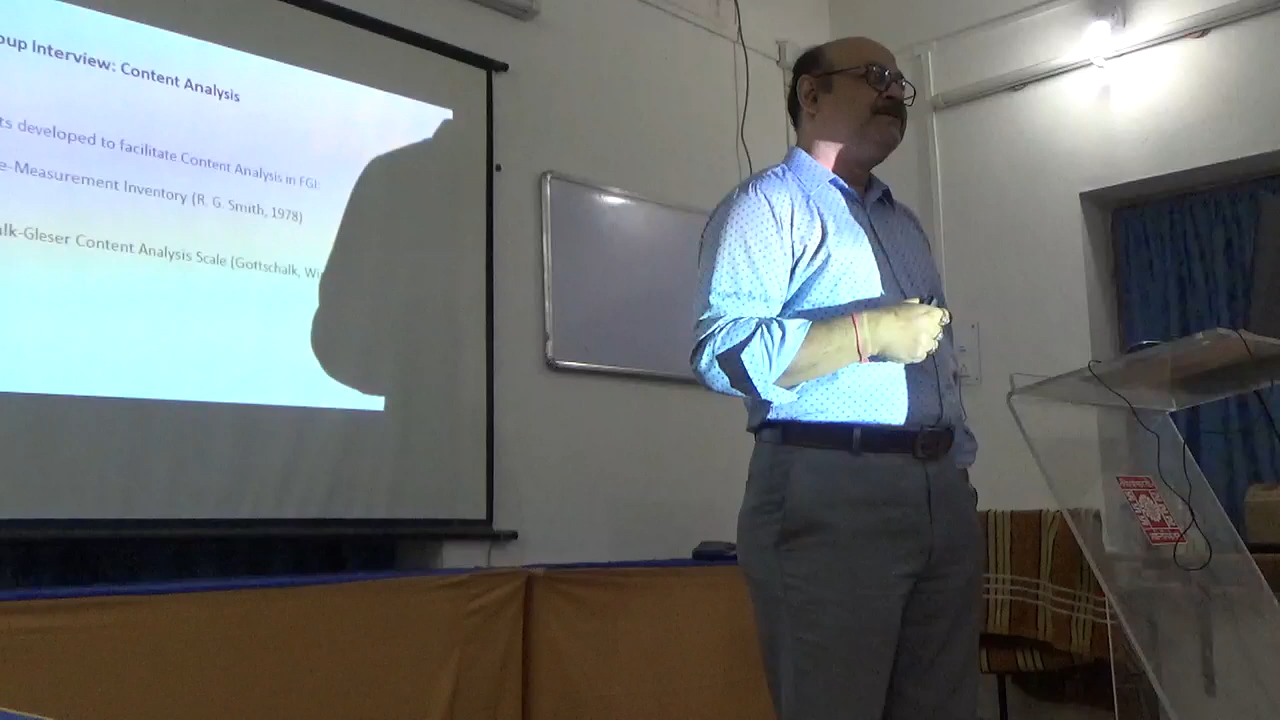 oup Interview: Content Analysis
ts developed to facilitate Content Analysis in FGI:
e-Measurement Inventory (R. G. Smith, 1978)
alk-Gleser Content Analysis Scale (Gottschalk, Wi